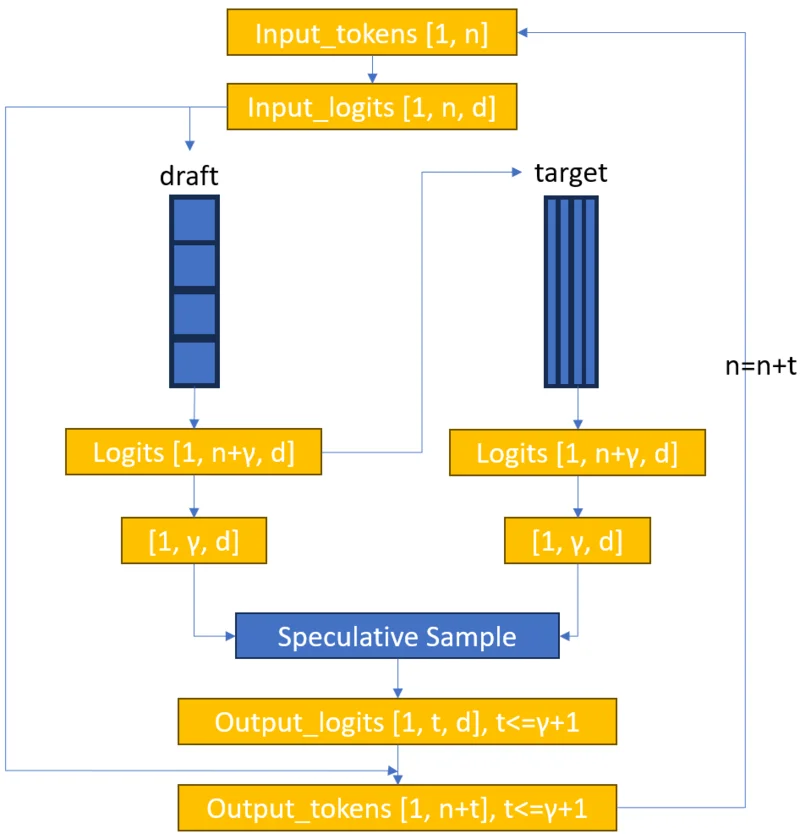 Input_tokens [1, n]
Input_logits [1, n, d]
draft
target
n=n+t
Logits [1, n+γ, d]
Logits [1, n+γ, d]
[1, γ, d]
[1, γ, d]
Speculative Sample
Output_logits [1, t, d], t<=γ+1
Output_tokens [1, n+t], t<=γ+1